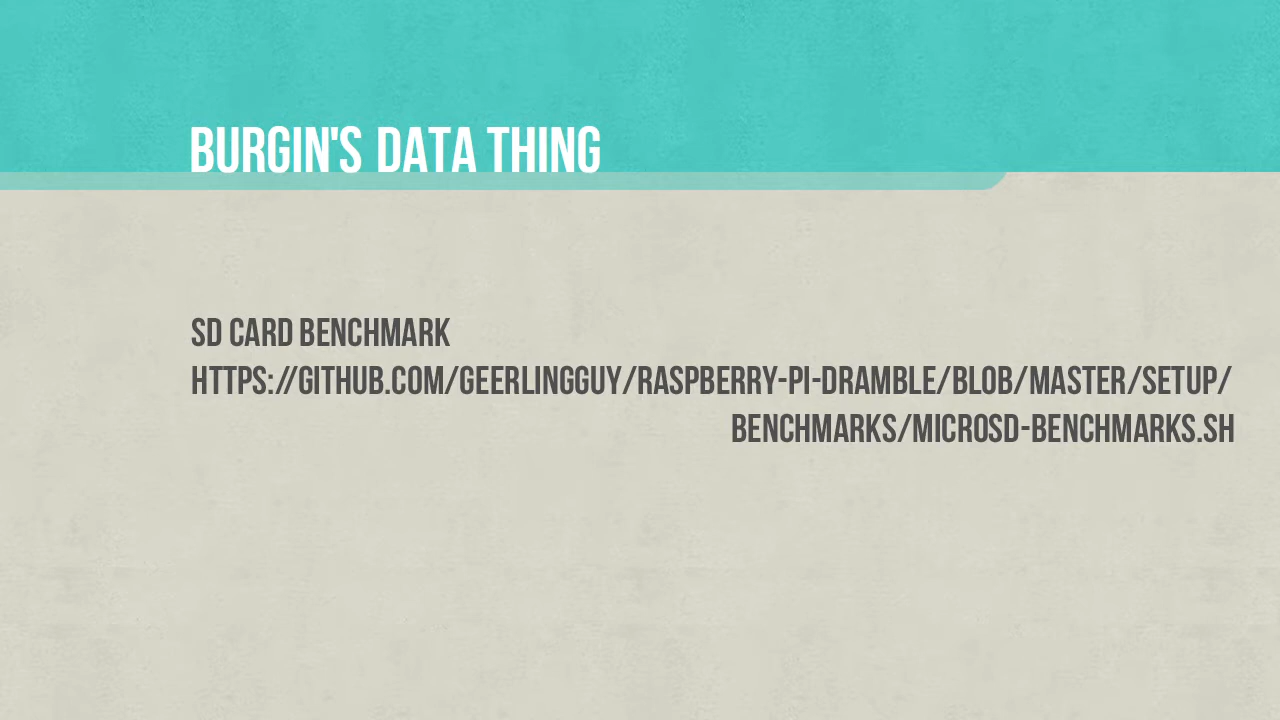 BURGIN'S DATA THING
SD CARD BENCHMARK
HTTPS://GITHUB.COM/GEERLINGGUY/RASPBERRY-PI-DRAMBLE/BLOB/MASTER/SETUP/
BENCHMARKS/MICROSD-BENCHMARKS.SH